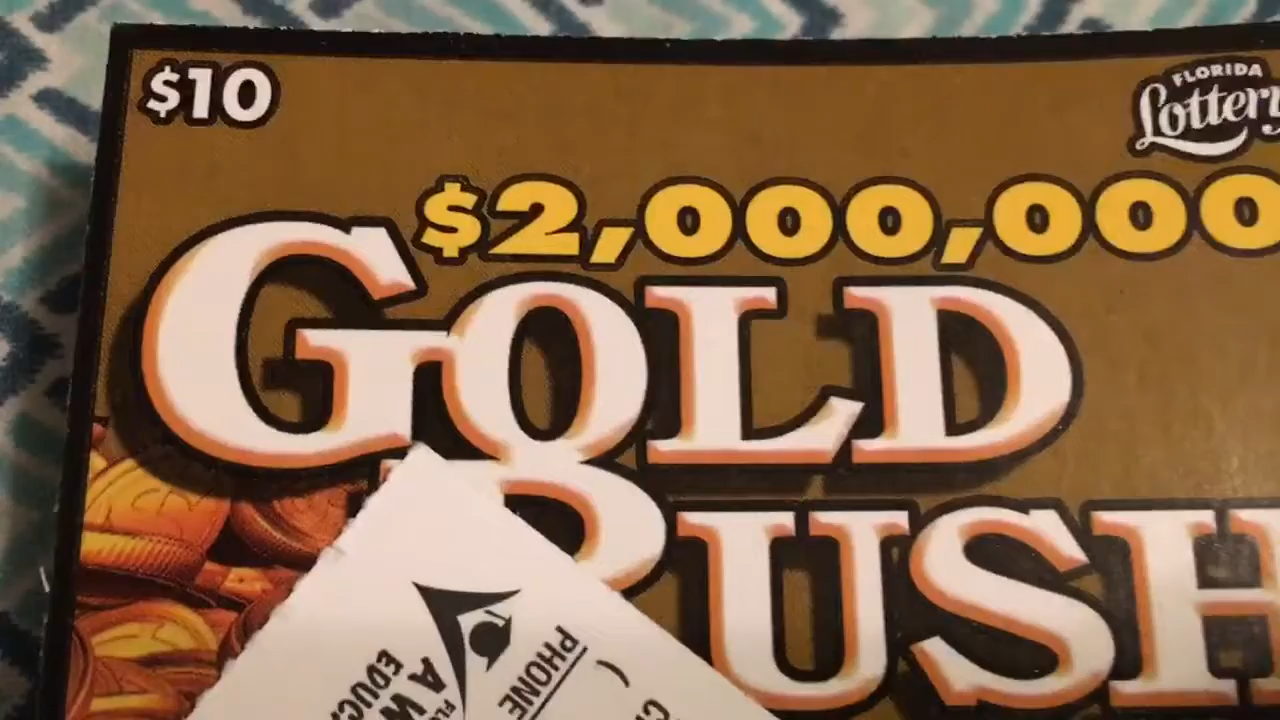 $10
FLORIDA
Lottery
$2,000,000
GOLD
RUSH
PHONE
(
A